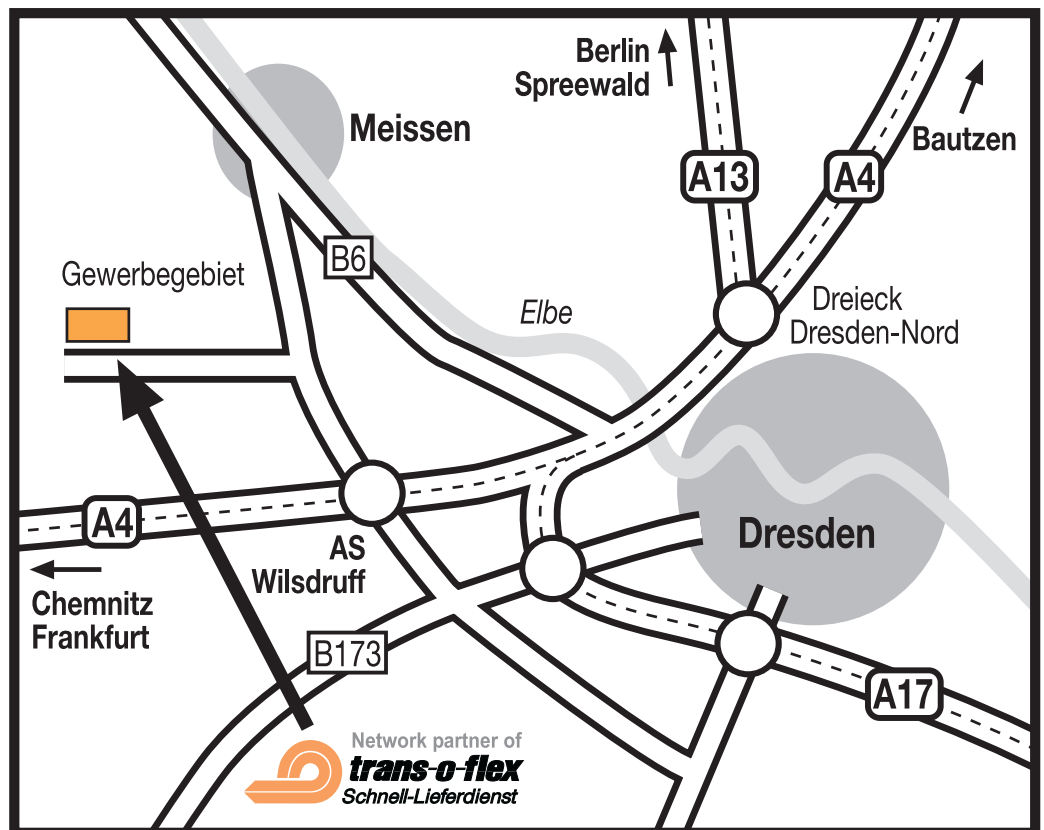 Berlin
Spreewald
Meissen
Bautzen
A13
A4
B6
Gewerbegebiet
Elbe
Dreieck
Dresden-Nord
A4
AS
Wilsdruff
Dresden
Chemnitz
Frankfurt
B173
A17
Network partner of
trans-o-flex
Schnell-Lieferdienst